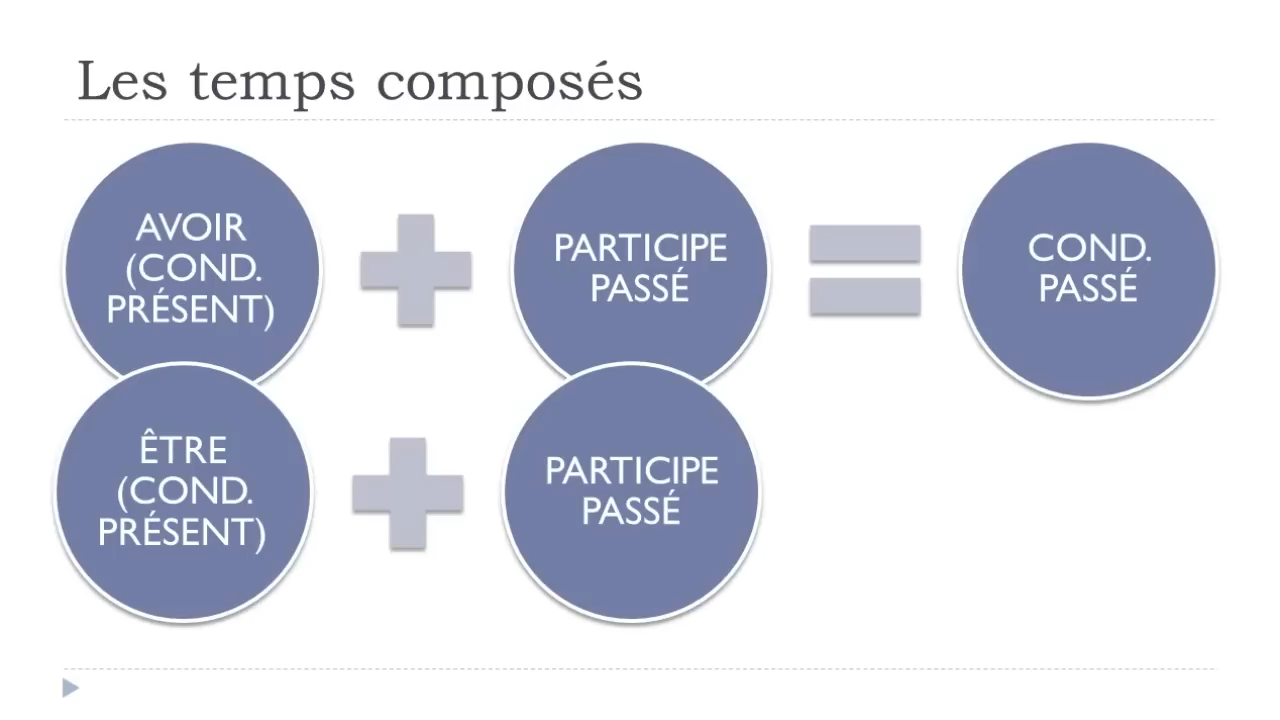 Les temps composés
AVOIR
(COND.
PRÉSENT)
PARTICIPE
PASSÉ
COND.
PASSÉ
ÊTRE
(COND.
PRÉSENT)
PARTICIPE
PASSÉ